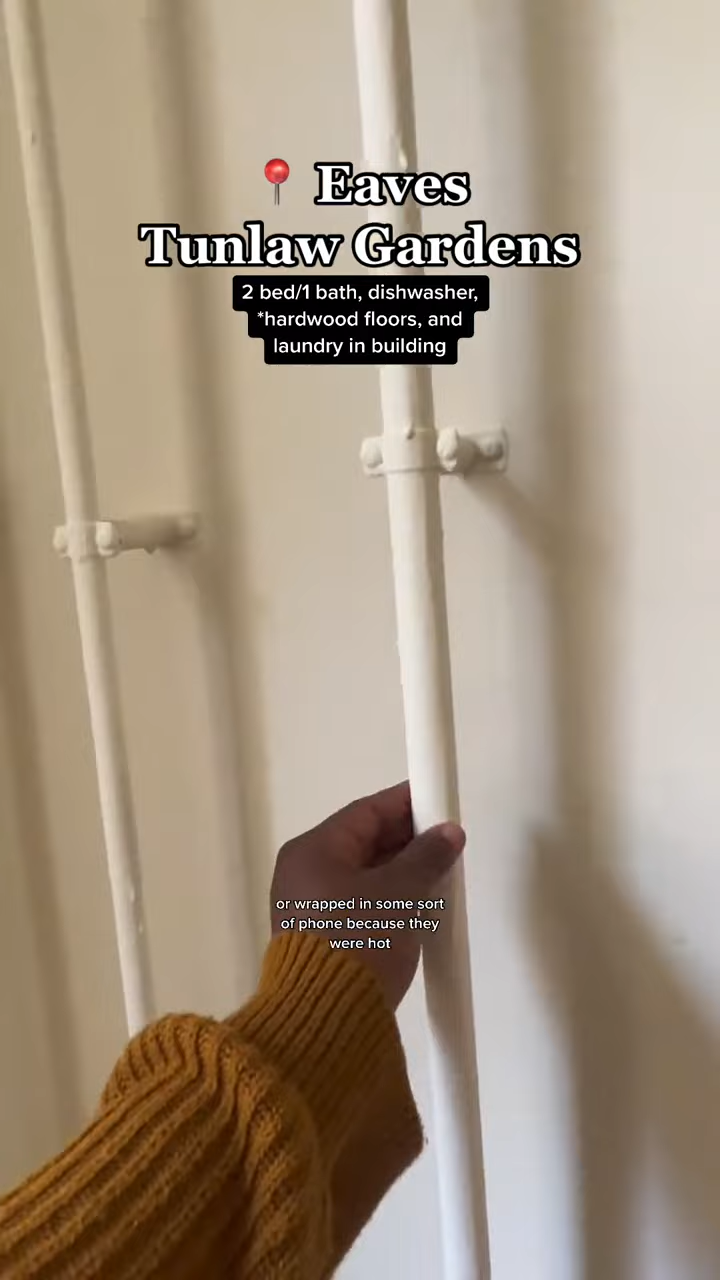 📍 Eaves
Tunlaw Gardens
2 bed/1 bath, dishwasher,
*hardwood floors, and
laundry in building
or wrapped in some sort
of phone because they
were hot